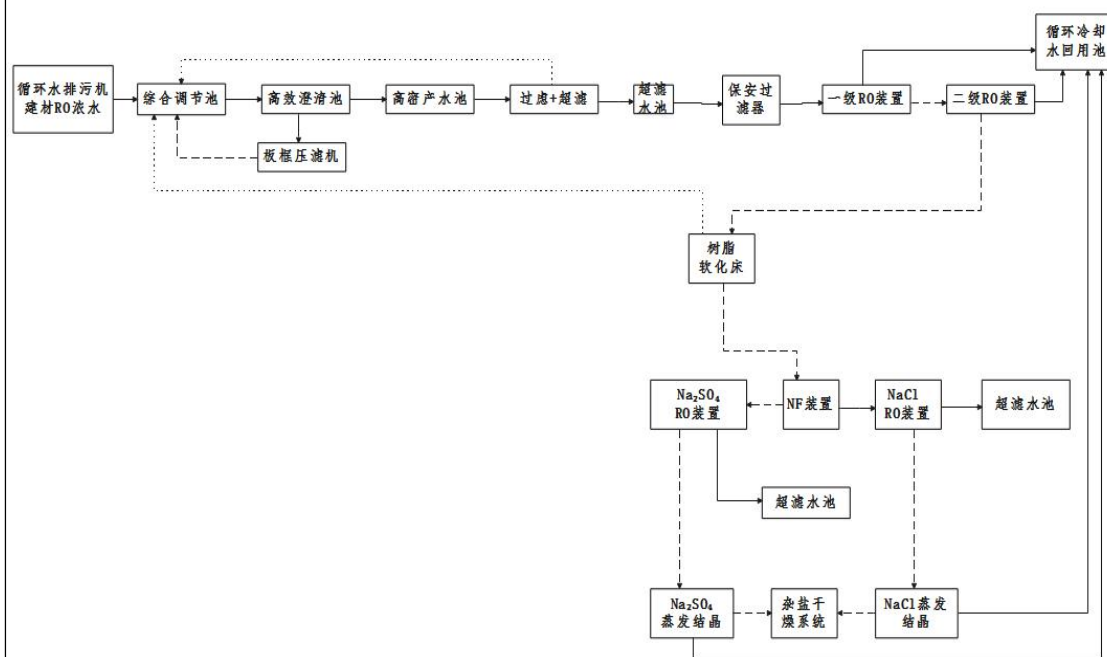 循环冷却
水回用池
循环水排污机
建材RO浓水
综合调节池
高效澄清池
高密产水池
过滤+超滤
超滤
水池
保安过
滤器
一级RO装置
二级RO装置
板框压滤机
树脂
软化床
Na₂SO₄
RO装置
NF装置
NaCl
RO装置
超滤水池
超滤水池
Na₂SO₄
蒸发结晶
杂盐干
燥系统
NaCl蒸发
结晶